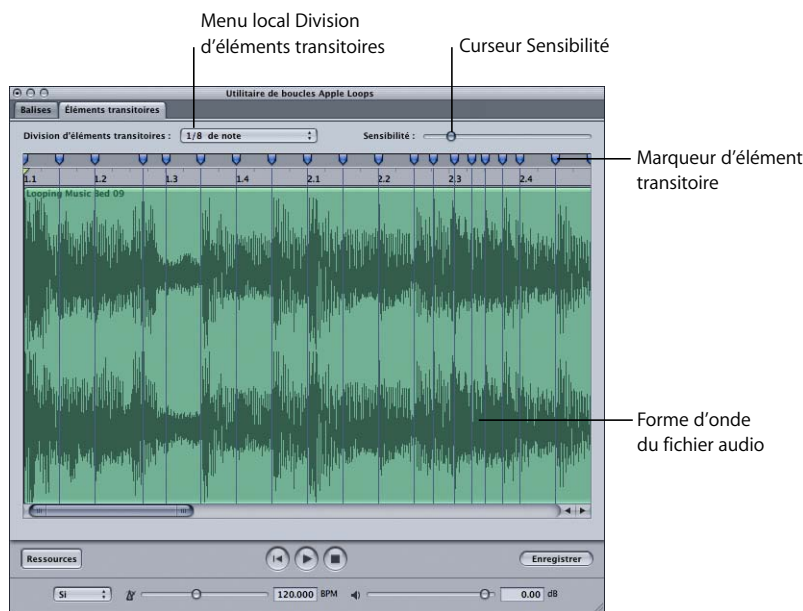 Menu local Division
d’éléments transitoires
Curseur Sensibilité
Utilitaire de boucles Apple Loops
Balises
Éléments transitoires
Division d’éléments transitoires :
1/8 de note
Sensibilité :
Marqueur d’élément
transitoire
1.1 1.2 1.3 1.4 2.1 2.2 2.3 2.4
Looping Music Bed 09
Forme d’onde
du fichier audio
Ressources
Enregistrer
Si
120.000 BPM
0.00 dB